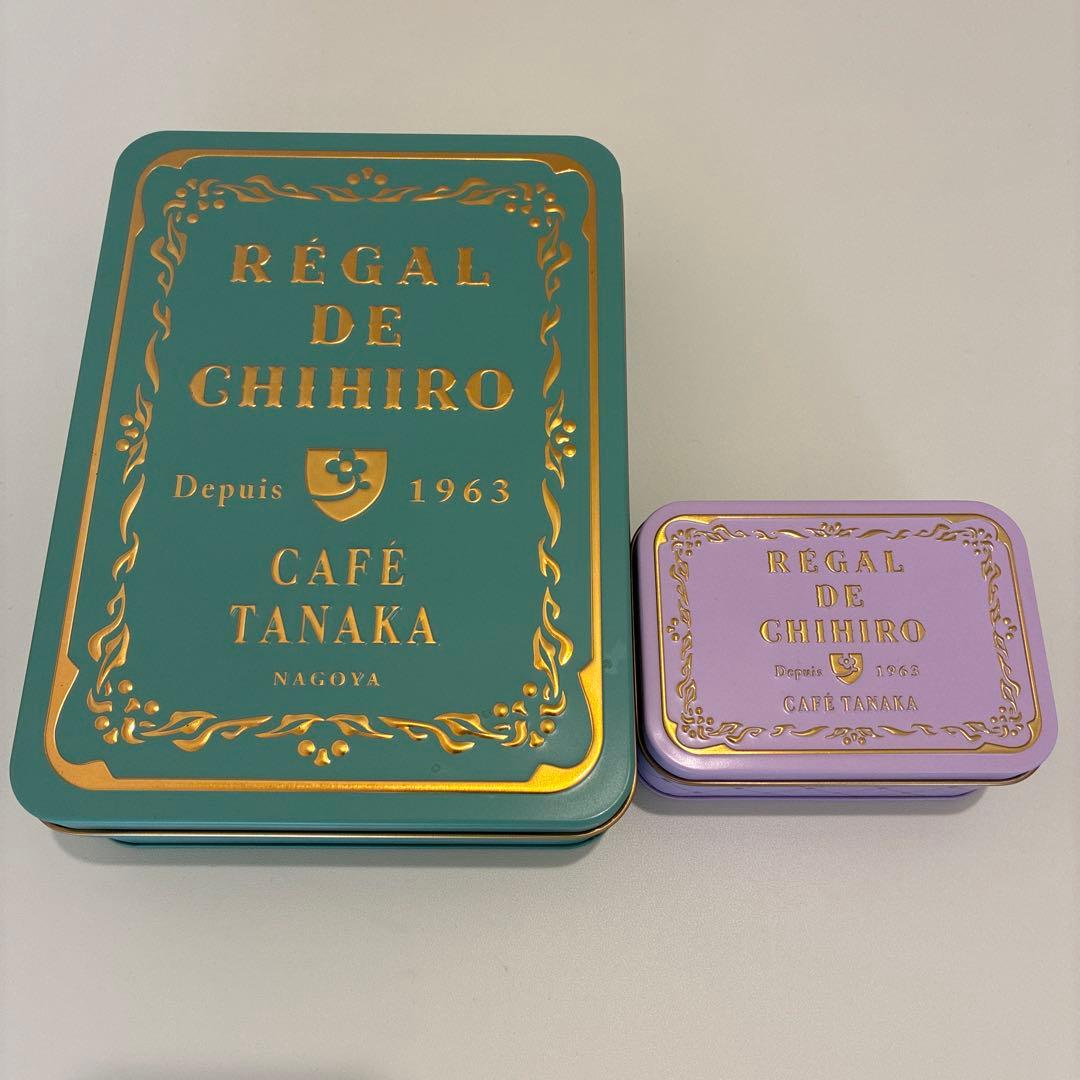 RÉGAL
DE
CHIHIRO
Depuis 1963
CAFÉ
TANAKA
NAGOYA
RÉGAL
DE
CHIHIRO
Depuis 1963
CAFÉ TANAKA